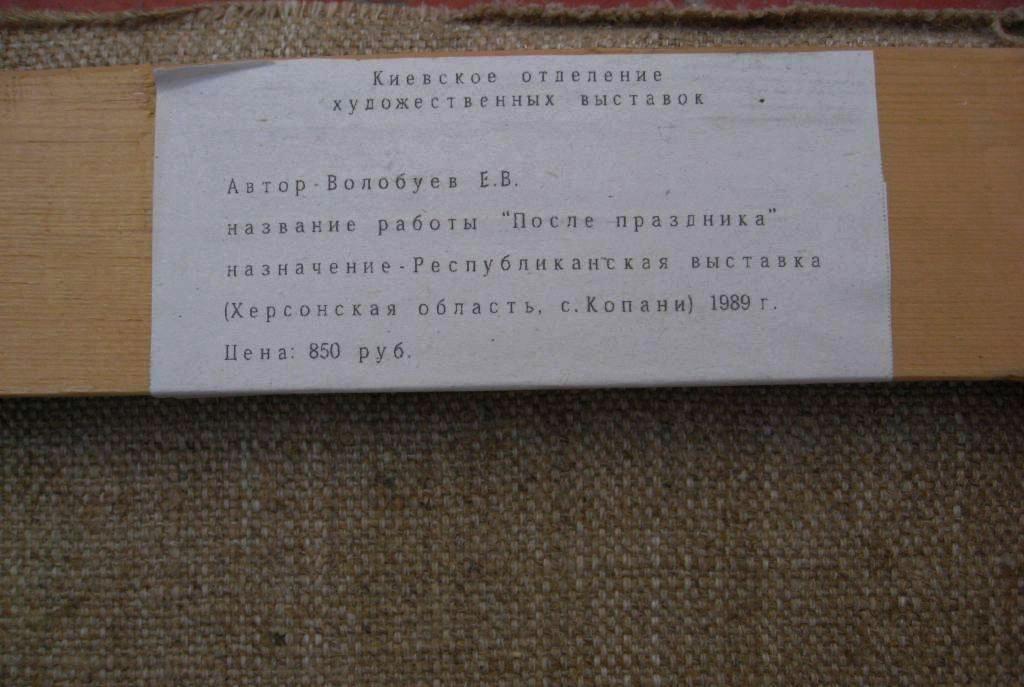 Киевское отделение
художественных выставок
Автор-Волобуев Е.В.
название работы "После праздника"
назначение-Республиканская выставка
(Херсонская область, с.Копани) 1989 г.
Цена: 850 руб.